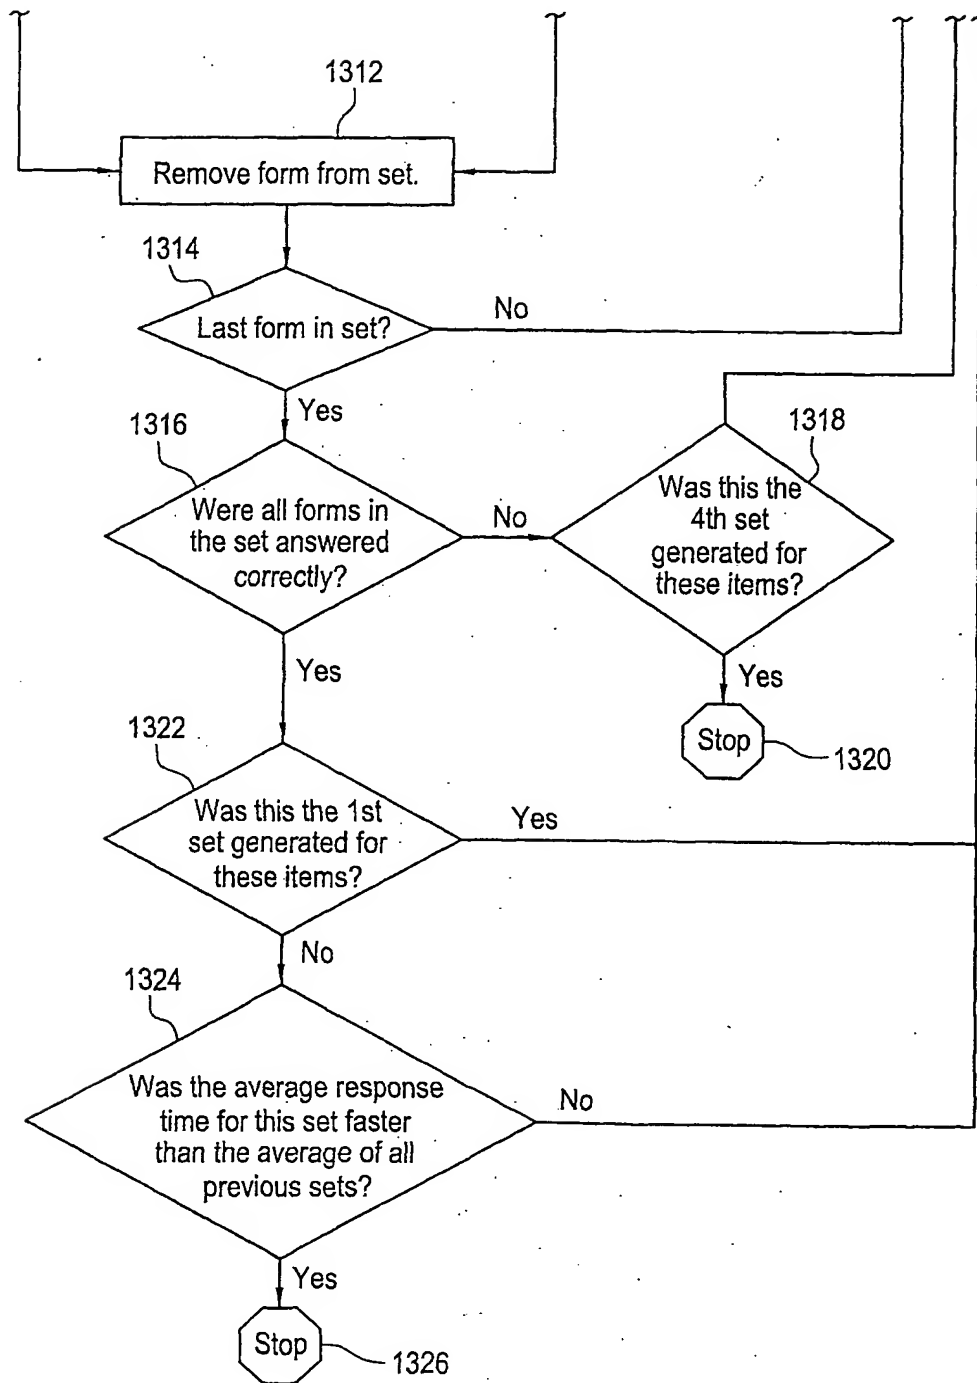 1312
Remove form from set.
1314
Last form in set?
No
Yes
1316
Were all forms in
the set answered
correctly?
No
1318
Was this the
4th set
generated for
these items?
Yes
Yes
Stop
1320
1322
Was this the 1st
set generated for
these items?
Yes
No
1324
Was the average response
time for this set faster
than the average of all
previous sets?
No
Yes
Stop
1326